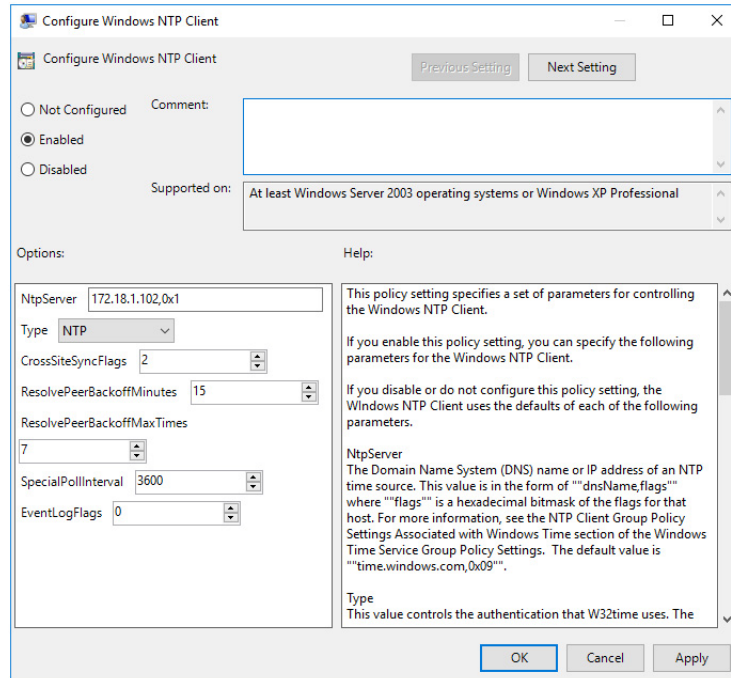 Configure Windows NTP Client
Configure Windows NTP Client
Previous Setting
Next Setting
Not Configured
Enabled
Disabled
Comment:
Supported on:
At least Windows Server 2003 operating systems or Windows XP Professional
Options:
Help:
NtpServer 172.18.1.102,0x1
Type NTP
CrossSiteSyncFlags 2
ResolvePeerBackoffMinutes 15
ResolvePeerBackoffMaxTimes
7
SpecialPollInterval 3600
EventLogFlags 0
This policy setting specifies a set of parameters for controlling
the Windows NTP Client.
If you enable this policy setting, you can specify the following
parameters for the Windows NTP Client.
If you disable or do not configure this policy setting, the
WIndows NTP Client uses the defaults of each of the following
parameters.
NtpServer
The Domain Name System (DNS) name or IP address of an NTP
time source. This value is in the form of ""dnsName,flags""
where ""flags"" is a hexadecimal bitmask of the flags for that
host. For more information, see the NTP Client Group Policy
Settings Associated with Windows Time section of the Windows
Time Service Group Policy Settings.  The default value is
""time.windows.com,0x09"".
Type
This value controls the authentication that W32time uses. The
OK
Cancel
Apply